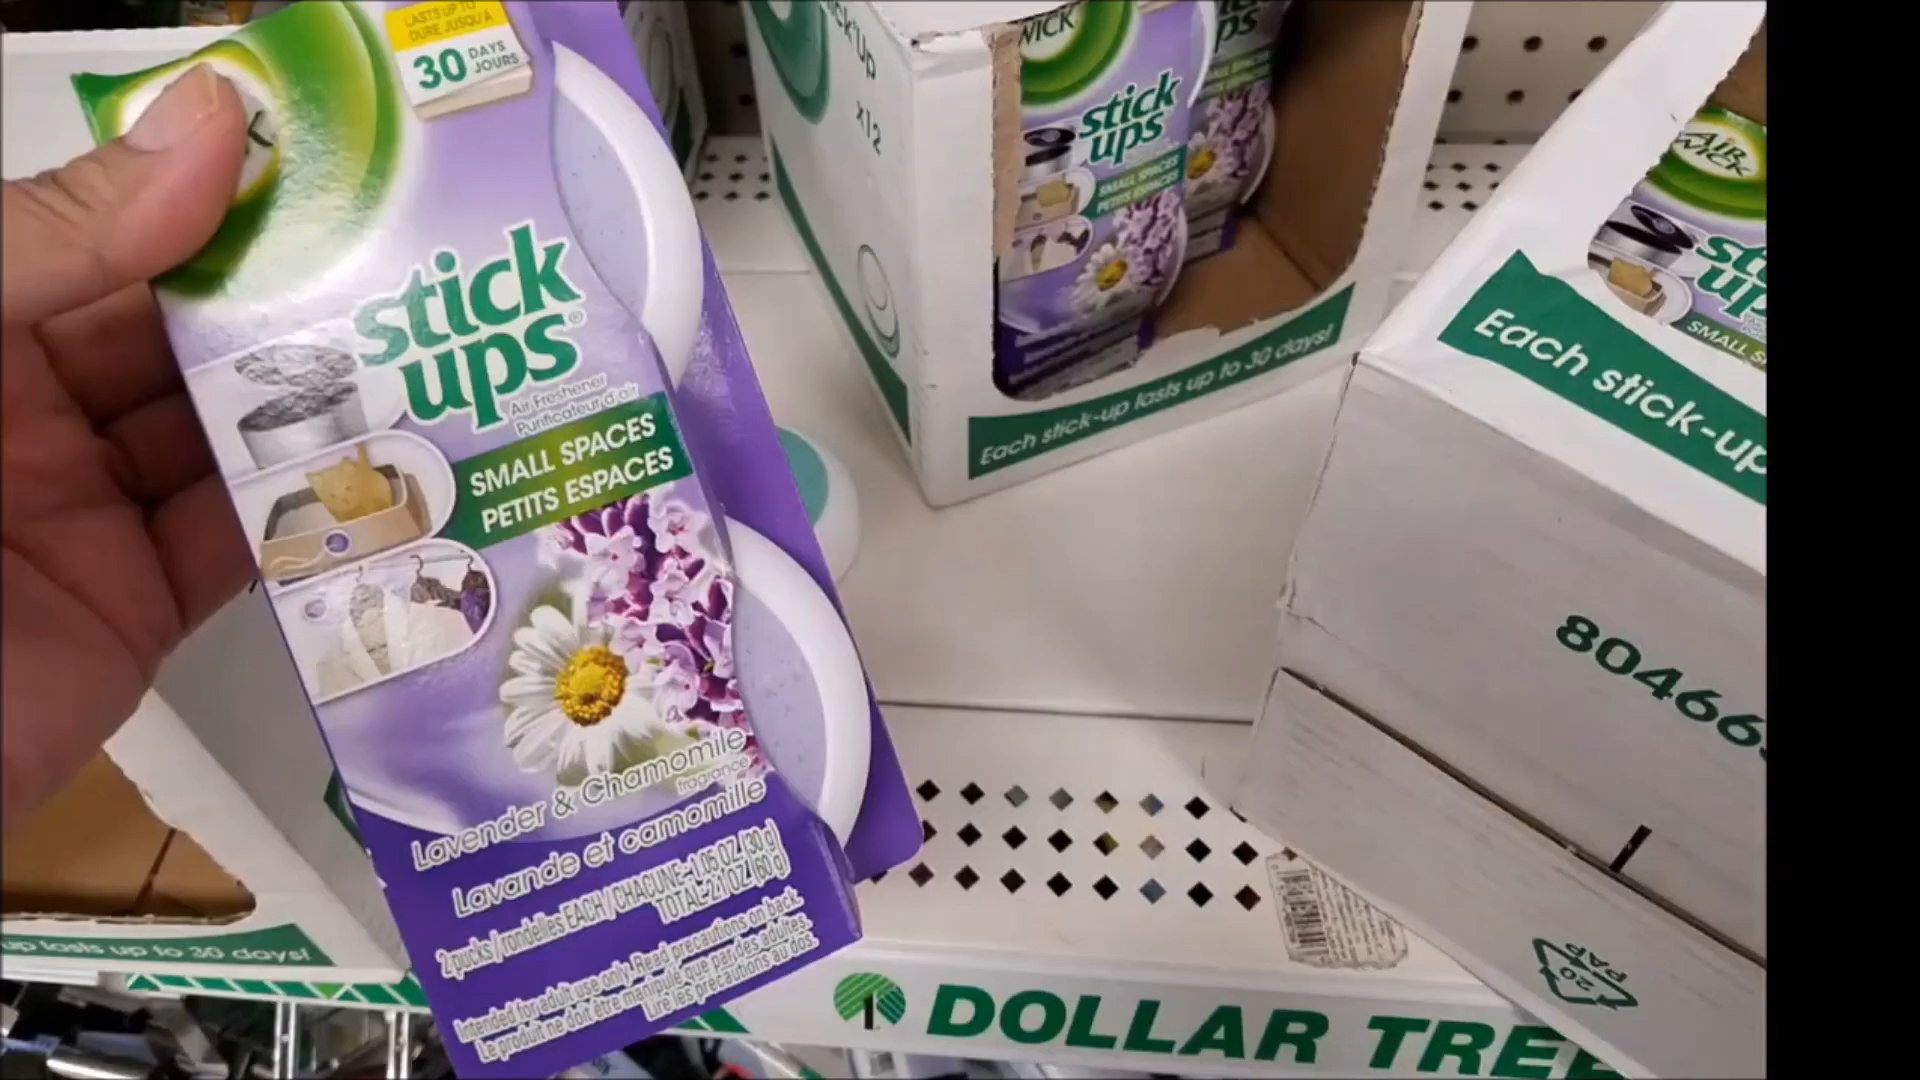 LASTS UP TO
DURE JUSQU'À
30 DAYS
JOURS
K
stick
ups®
Air Freshener
Purificateur d'air
SMALL SPACES
PETITS ESPACES
Lavender & Chamomile
fragrance
Lavande et camomille
2 pucks / rondelles EACH / CHACUNE-1.05 OZ. (30 g)
TOTAL-2.1 OZ. (60 g)
Intended for adult use only. Read precautions on back.
Le produit ne doit être manipulé que par des adultes.
Lire les précautions au dos.
x12
WICK
stick
ups
SMALL SPACES
PETITS ESPACES
ups
Each stick-up lasts up to 30 days!
AIR
WICK
SMALL
Each stick-up
80466
20
PAP
up lasts up to 30 days!
1
DOLLAR TREE